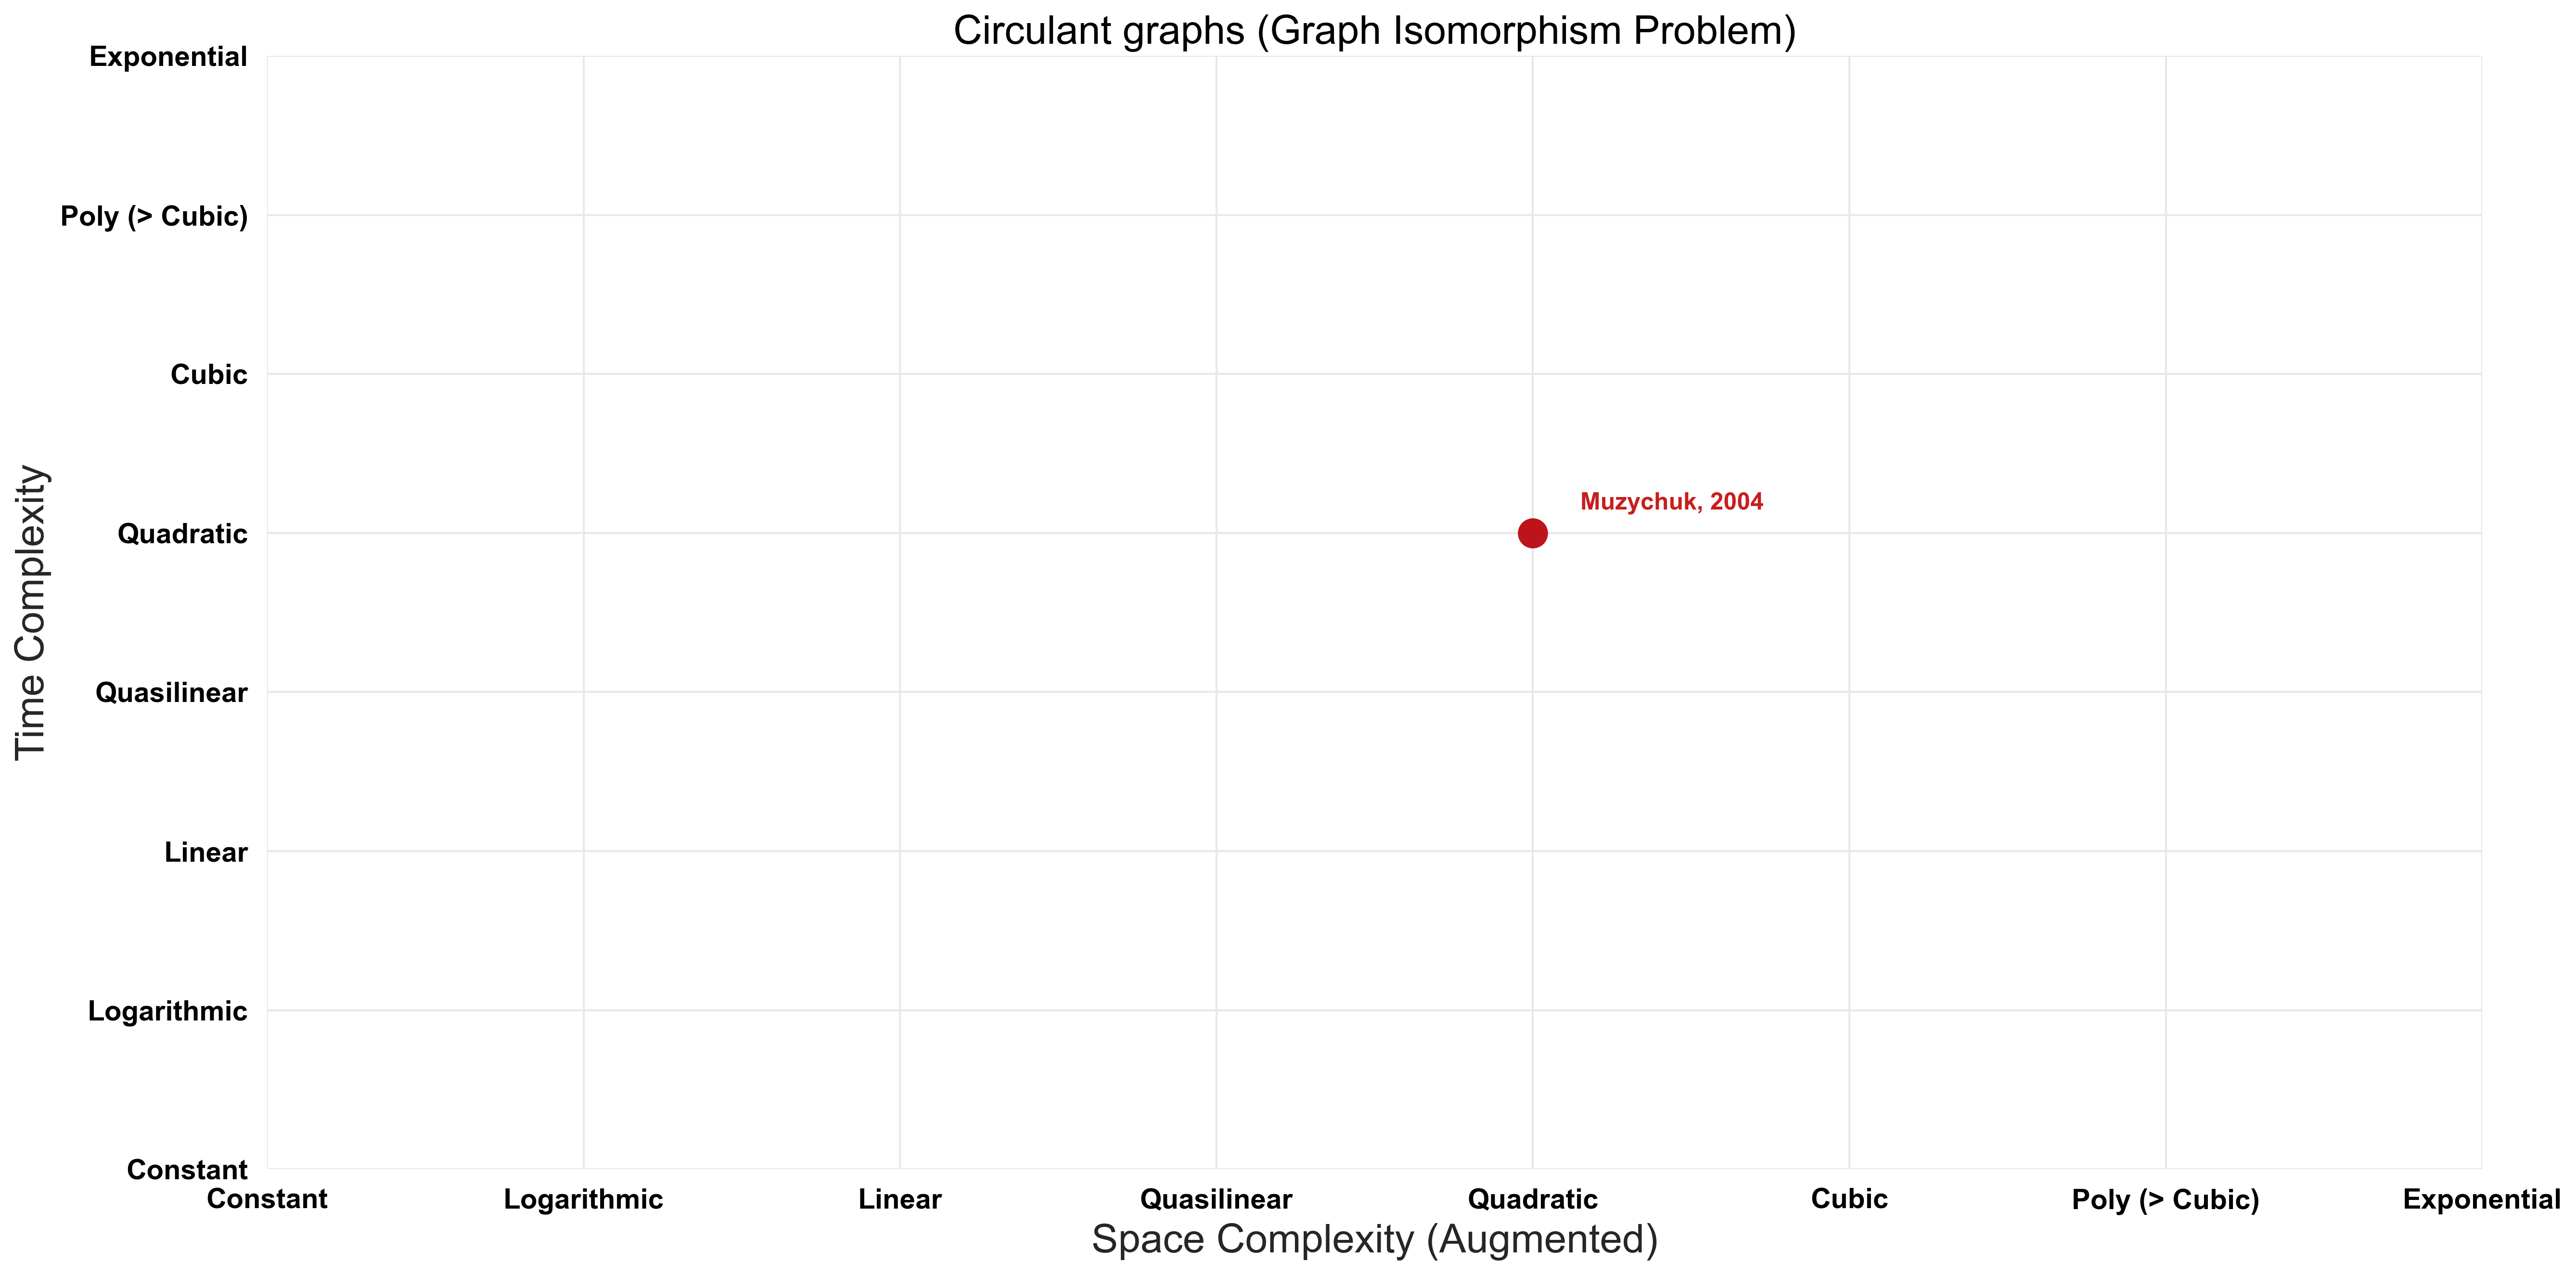 Circulant graphs (Graph Isomorphism Problem)
Exponential
Poly (> Cubic)
Cubic
Quadratic
Quasilinear
Linear
Logarithmic
Constant
Time Complexity
Muzychuk, 2004
Constant
Logarithmic
Linear
Quasilinear
Quadratic
Cubic
Poly (> Cubic)
Exponential
Space Complexity (Augmented)